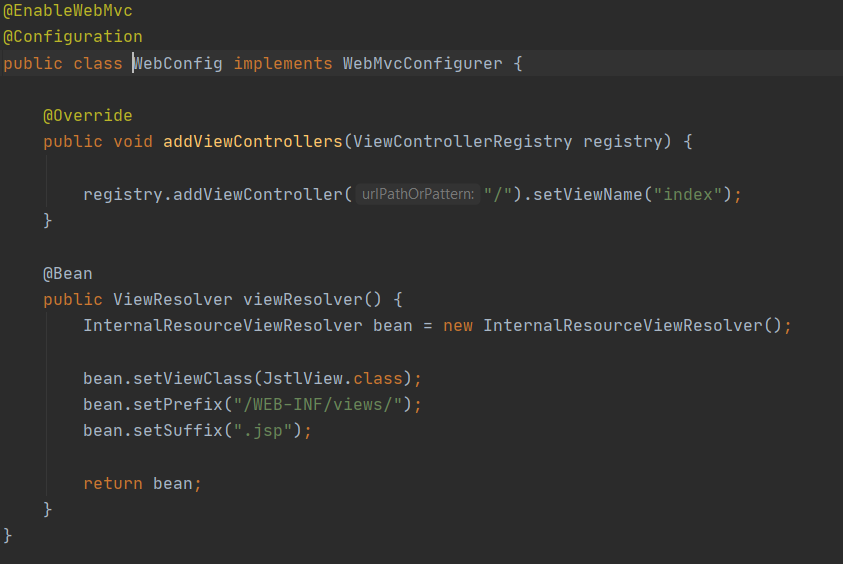 @EnableWebMvc
@Configuration
public class WebConfig implements WebMvcConfigurer {
@Override
public void addViewControllers(ViewControllerRegistry registry) {
registry.addViewController( urlPathOrPattern: "/").setViewName("index");
}
@Bean
public ViewResolver viewResolver() {
InternalResourceViewResolver bean = new InternalResourceViewResolver();
bean.setViewClass(JstlView.class);
bean.setPrefix("/WEB-INF/views/");
bean.setSuffix(".jsp");
return bean;
}
}